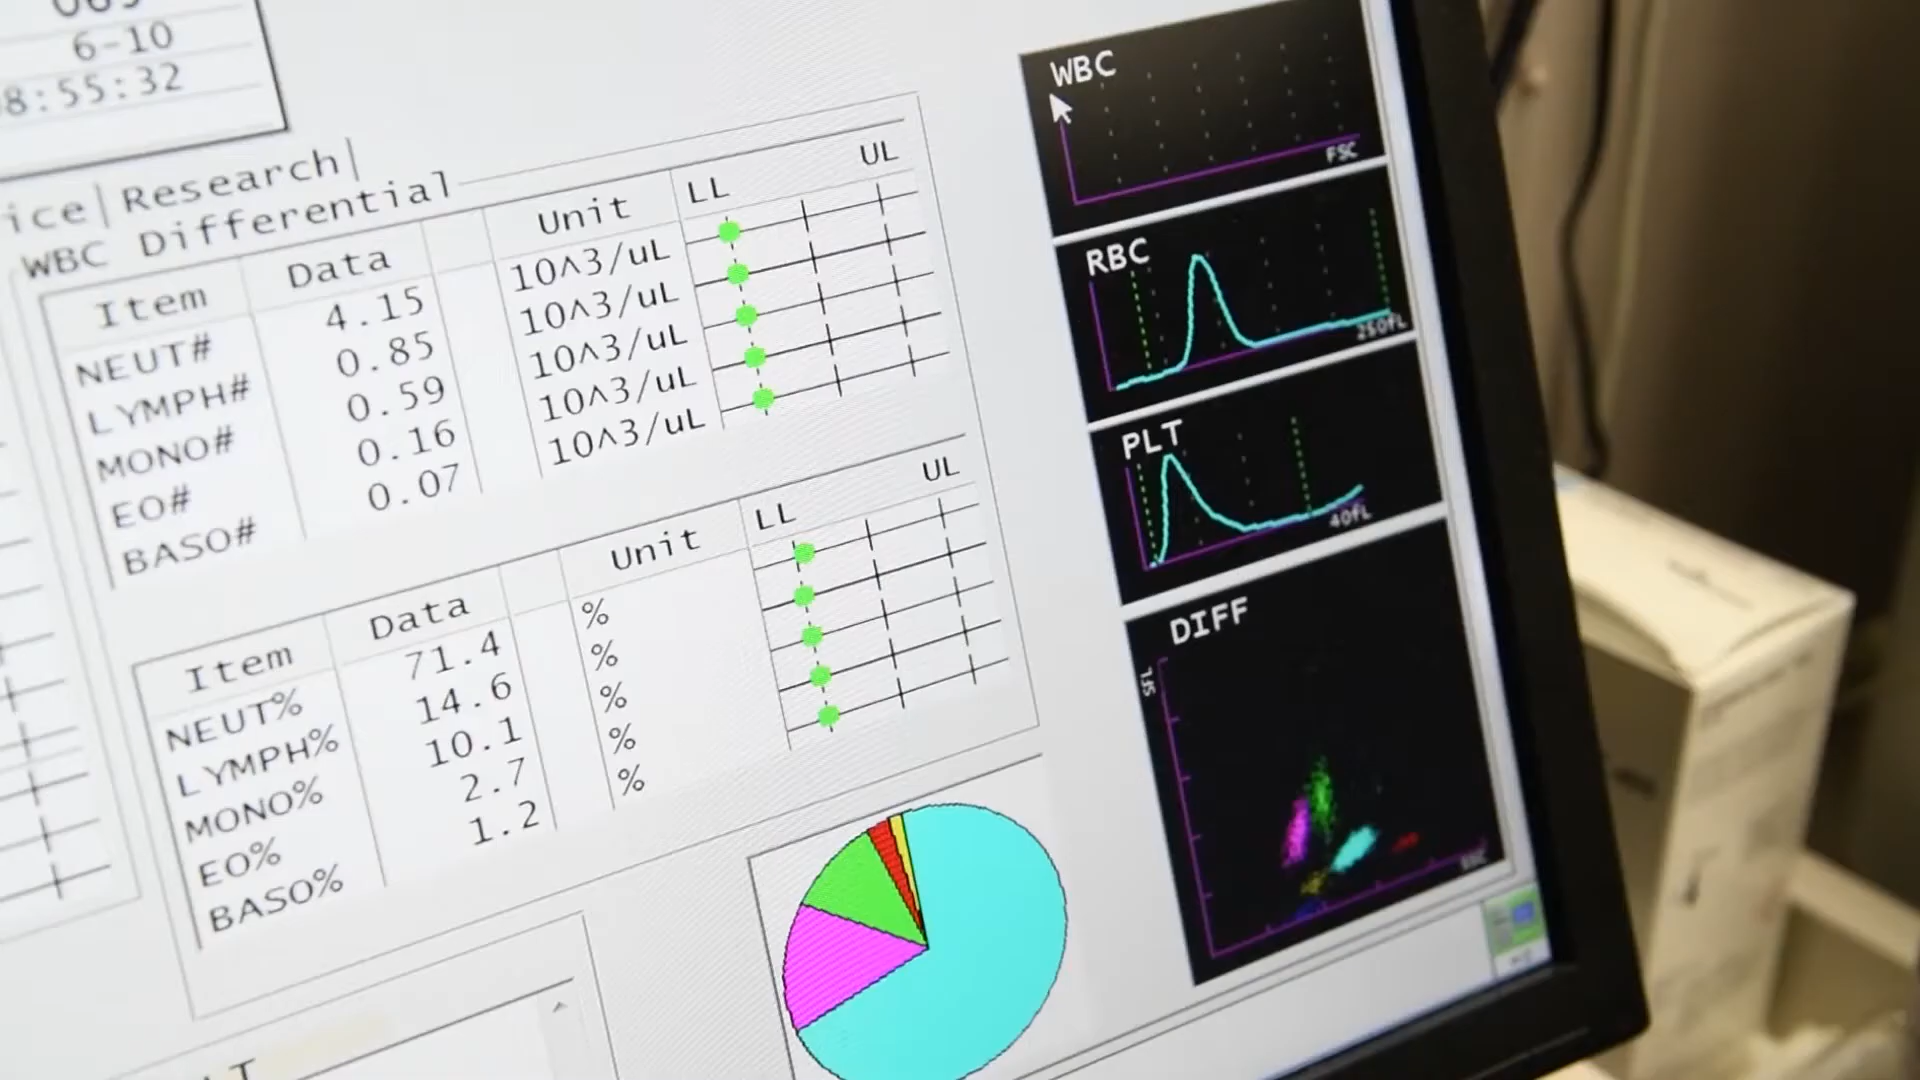 6-10
8:55:32
ice|Research|
WBC Differential
Item Data Unit LL UL
NEUT# 4.15 10^3/uL
LYMPH# 0.85 10^3/uL
MONO# 0.59 10^3/uL
EO# 0.16 10^3/uL
BASO# 0.07 10^3/uL
Item Data Unit LL UL
NEUT% 71.4 %
LYMPH% 14.6 %
MONO% 10.1 %
EO% 2.7 %
BASO% 1.2 %
WBC
FSC
RBC
250fL
PLT
40fL
DIFF
SFL
SSC